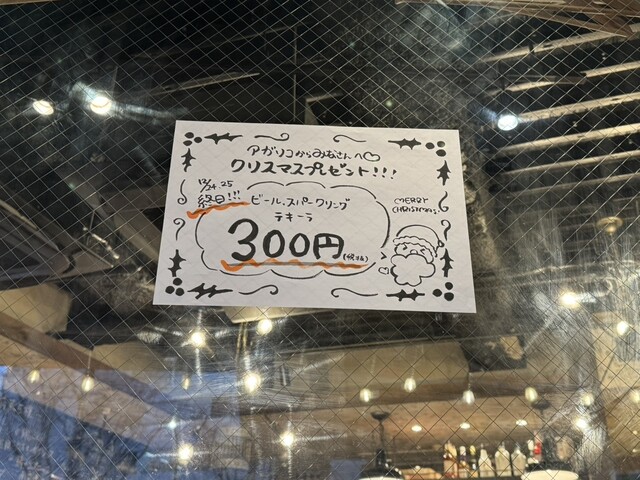 アガリコからみなさんへ♡
クリスマスプレゼント!!!
12/24.25
終日!!! ビール、スパークリング
テキーラ
300円(税抜)
MERRY
CHRISTMAS.